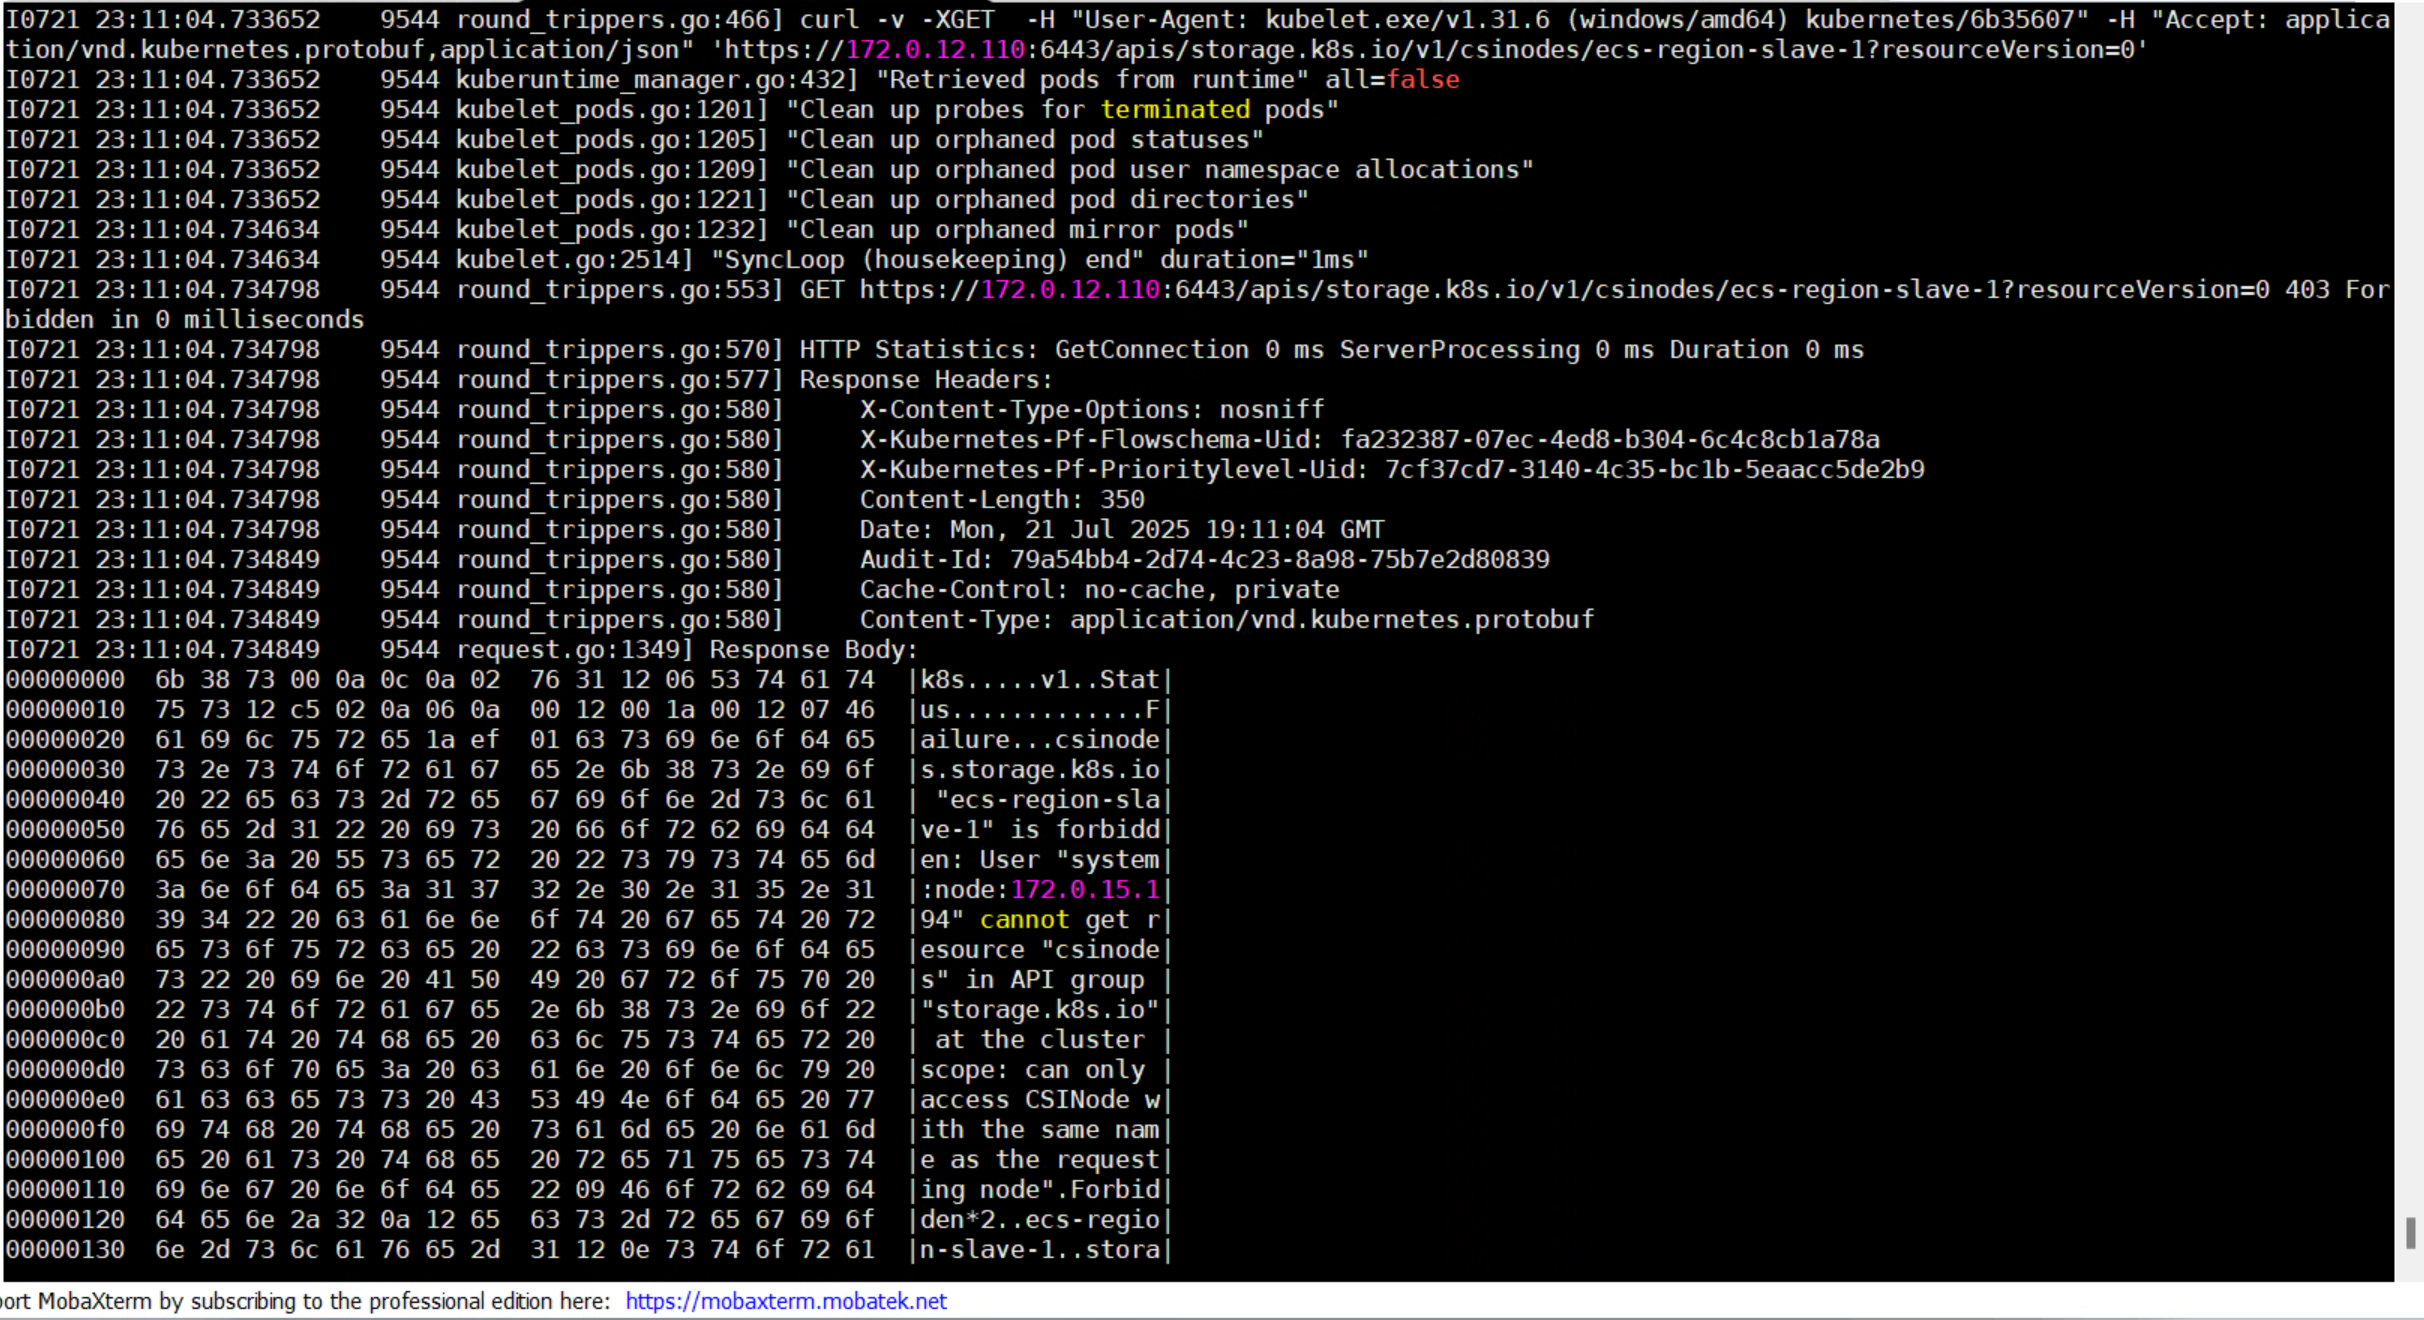 I0721 23:11:04.733652    9544 round_trippers.go:466] curl -v -XGET  -H "User-Agent: kubelet.exe/v1.31.6 (windows/amd64) kubernetes/6b35607" -H "Accept: applica
tion/vnd.kubernetes.protobuf,application/json" 'https://172.0.12.110:6443/apis/storage.k8s.io/v1/csinodes/ecs-region-slave-1?resourceVersion=0'
I0721 23:11:04.733652    9544 kuberuntime_manager.go:432] "Retrieved pods from runtime" all=false
I0721 23:11:04.733652    9544 kubelet_pods.go:1201] "Clean up probes for terminated pods"
I0721 23:11:04.733652    9544 kubelet_pods.go:1205] "Clean up orphaned pod statuses"
I0721 23:11:04.733652    9544 kubelet_pods.go:1209] "Clean up orphaned pod user namespace allocations"
I0721 23:11:04.733652    9544 kubelet_pods.go:1221] "Clean up orphaned pod directories"
I0721 23:11:04.734634    9544 kubelet_pods.go:1232] "Clean up orphaned mirror pods"
I0721 23:11:04.734634    9544 kubelet.go:2514] "SyncLoop (housekeeping) end" duration="1ms"
I0721 23:11:04.734798    9544 round_trippers.go:553] GET https://172.0.12.110:6443/apis/storage.k8s.io/v1/csinodes/ecs-region-slave-1?resourceVersion=0 403 For
bidden in 0 milliseconds
I0721 23:11:04.734798    9544 round_trippers.go:570] HTTP Statistics: GetConnection 0 ms ServerProcessing 0 ms Duration 0 ms
I0721 23:11:04.734798    9544 round_trippers.go:577] Response Headers:
I0721 23:11:04.734798    9544 round_trippers.go:580]     X-Content-Type-Options: nosniff
I0721 23:11:04.734798    9544 round_trippers.go:580]     X-Kubernetes-Pf-Flowschema-Uid: fa232387-07ec-4ed8-b304-6c4c8cb1a78a
I0721 23:11:04.734798    9544 round_trippers.go:580]     X-Kubernetes-Pf-Prioritylevel-Uid: 7cf37cd7-3140-4c35-bc1b-5eaacc5de2b9
I0721 23:11:04.734798    9544 round_trippers.go:580]     Content-Length: 350
I0721 23:11:04.734798    9544 round_trippers.go:580]     Date: Mon, 21 Jul 2025 19:11:04 GMT
I0721 23:11:04.734849    9544 round_trippers.go:580]     Audit-Id: 79a54bb4-2d74-4c23-8a98-75b7e2d80839
I0721 23:11:04.734849    9544 round_trippers.go:580]     Cache-Control: no-cache, private
I0721 23:11:04.734849    9544 round_trippers.go:580]     Content-Type: application/vnd.kubernetes.protobuf
I0721 23:11:04.734849    9544 request.go:1349] Response Body:
00000000  6b 38 73 00 0a 0c 0a 02  76 31 12 06 53 74 61 74  |k8s.....v1..Stat|
00000010  75 73 12 c5 02 0a 06 0a  00 12 00 1a 00 12 07 46  |us.............F|
00000020  61 69 6c 75 72 65 1a ef  01 63 73 69 6e 6f 64 65  |ailure...csinode|
00000030  73 2e 73 74 6f 72 61 67  65 2e 6b 38 73 2e 69 6f  |s.storage.k8s.io|
00000040  20 22 65 63 73 2d 72 65  67 69 6f 6e 2d 73 6c 61  | "ecs-region-sla|
00000050  76 65 2d 31 22 20 69 73  20 66 6f 72 62 69 64 64  |ve-1" is forbidd|
00000060  65 6e 3a 20 55 73 65 72  20 22 73 79 73 74 65 6d  |en: User "system|
00000070  3a 6e 6f 64 65 3a 31 37  32 2e 30 2e 31 35 2e 31  |:node:172.0.15.1|
00000080  39 34 22 20 63 61 6e 6e  6f 74 20 67 65 74 20 72  |94" cannot get r|
00000090  65 73 6f 75 72 63 65 20  22 63 73 69 6e 6f 64 65  |esource "csinode|
000000a0  73 22 20 69 6e 20 41 50  49 20 67 72 6f 75 70 20  |s" in API group |
000000b0  22 73 74 6f 72 61 67 65  2e 6b 38 73 2e 69 6f 22  |"storage.k8s.io"|
000000c0  20 61 74 20 74 68 65 20  63 6c 75 73 74 65 72 20  | at the cluster |
000000d0  73 63 6f 70 65 3a 20 63  61 6e 20 6f 6e 6c 79 20  |scope: can only |
000000e0  61 63 63 65 73 73 20 43  53 49 4e 6f 64 65 20 77  |access CSINode w|
000000f0  69 74 68 20 74 68 65 20  73 61 6d 65 20 6e 61 6d  |ith the same nam|
00000100  65 20 61 73 20 74 68 65  20 72 65 71 75 65 73 74  |e as the request|
00000110  69 6e 67 20 6e 6f 64 65  22 09 46 6f 72 62 69 64  |ing node".Forbid|
00000120  64 65 6e 2a 32 0a 12 65  63 73 2d 72 65 67 69 6f  |den*2..ecs-regio|
00000130  6e 2d 73 6c 61 76 65 2d  31 12 0e 73 74 6f 72 61  |n-slave-1..stora|
ort MobaXterm by subscribing to the professional edition here:  https://mobaxterm.mobatek.net